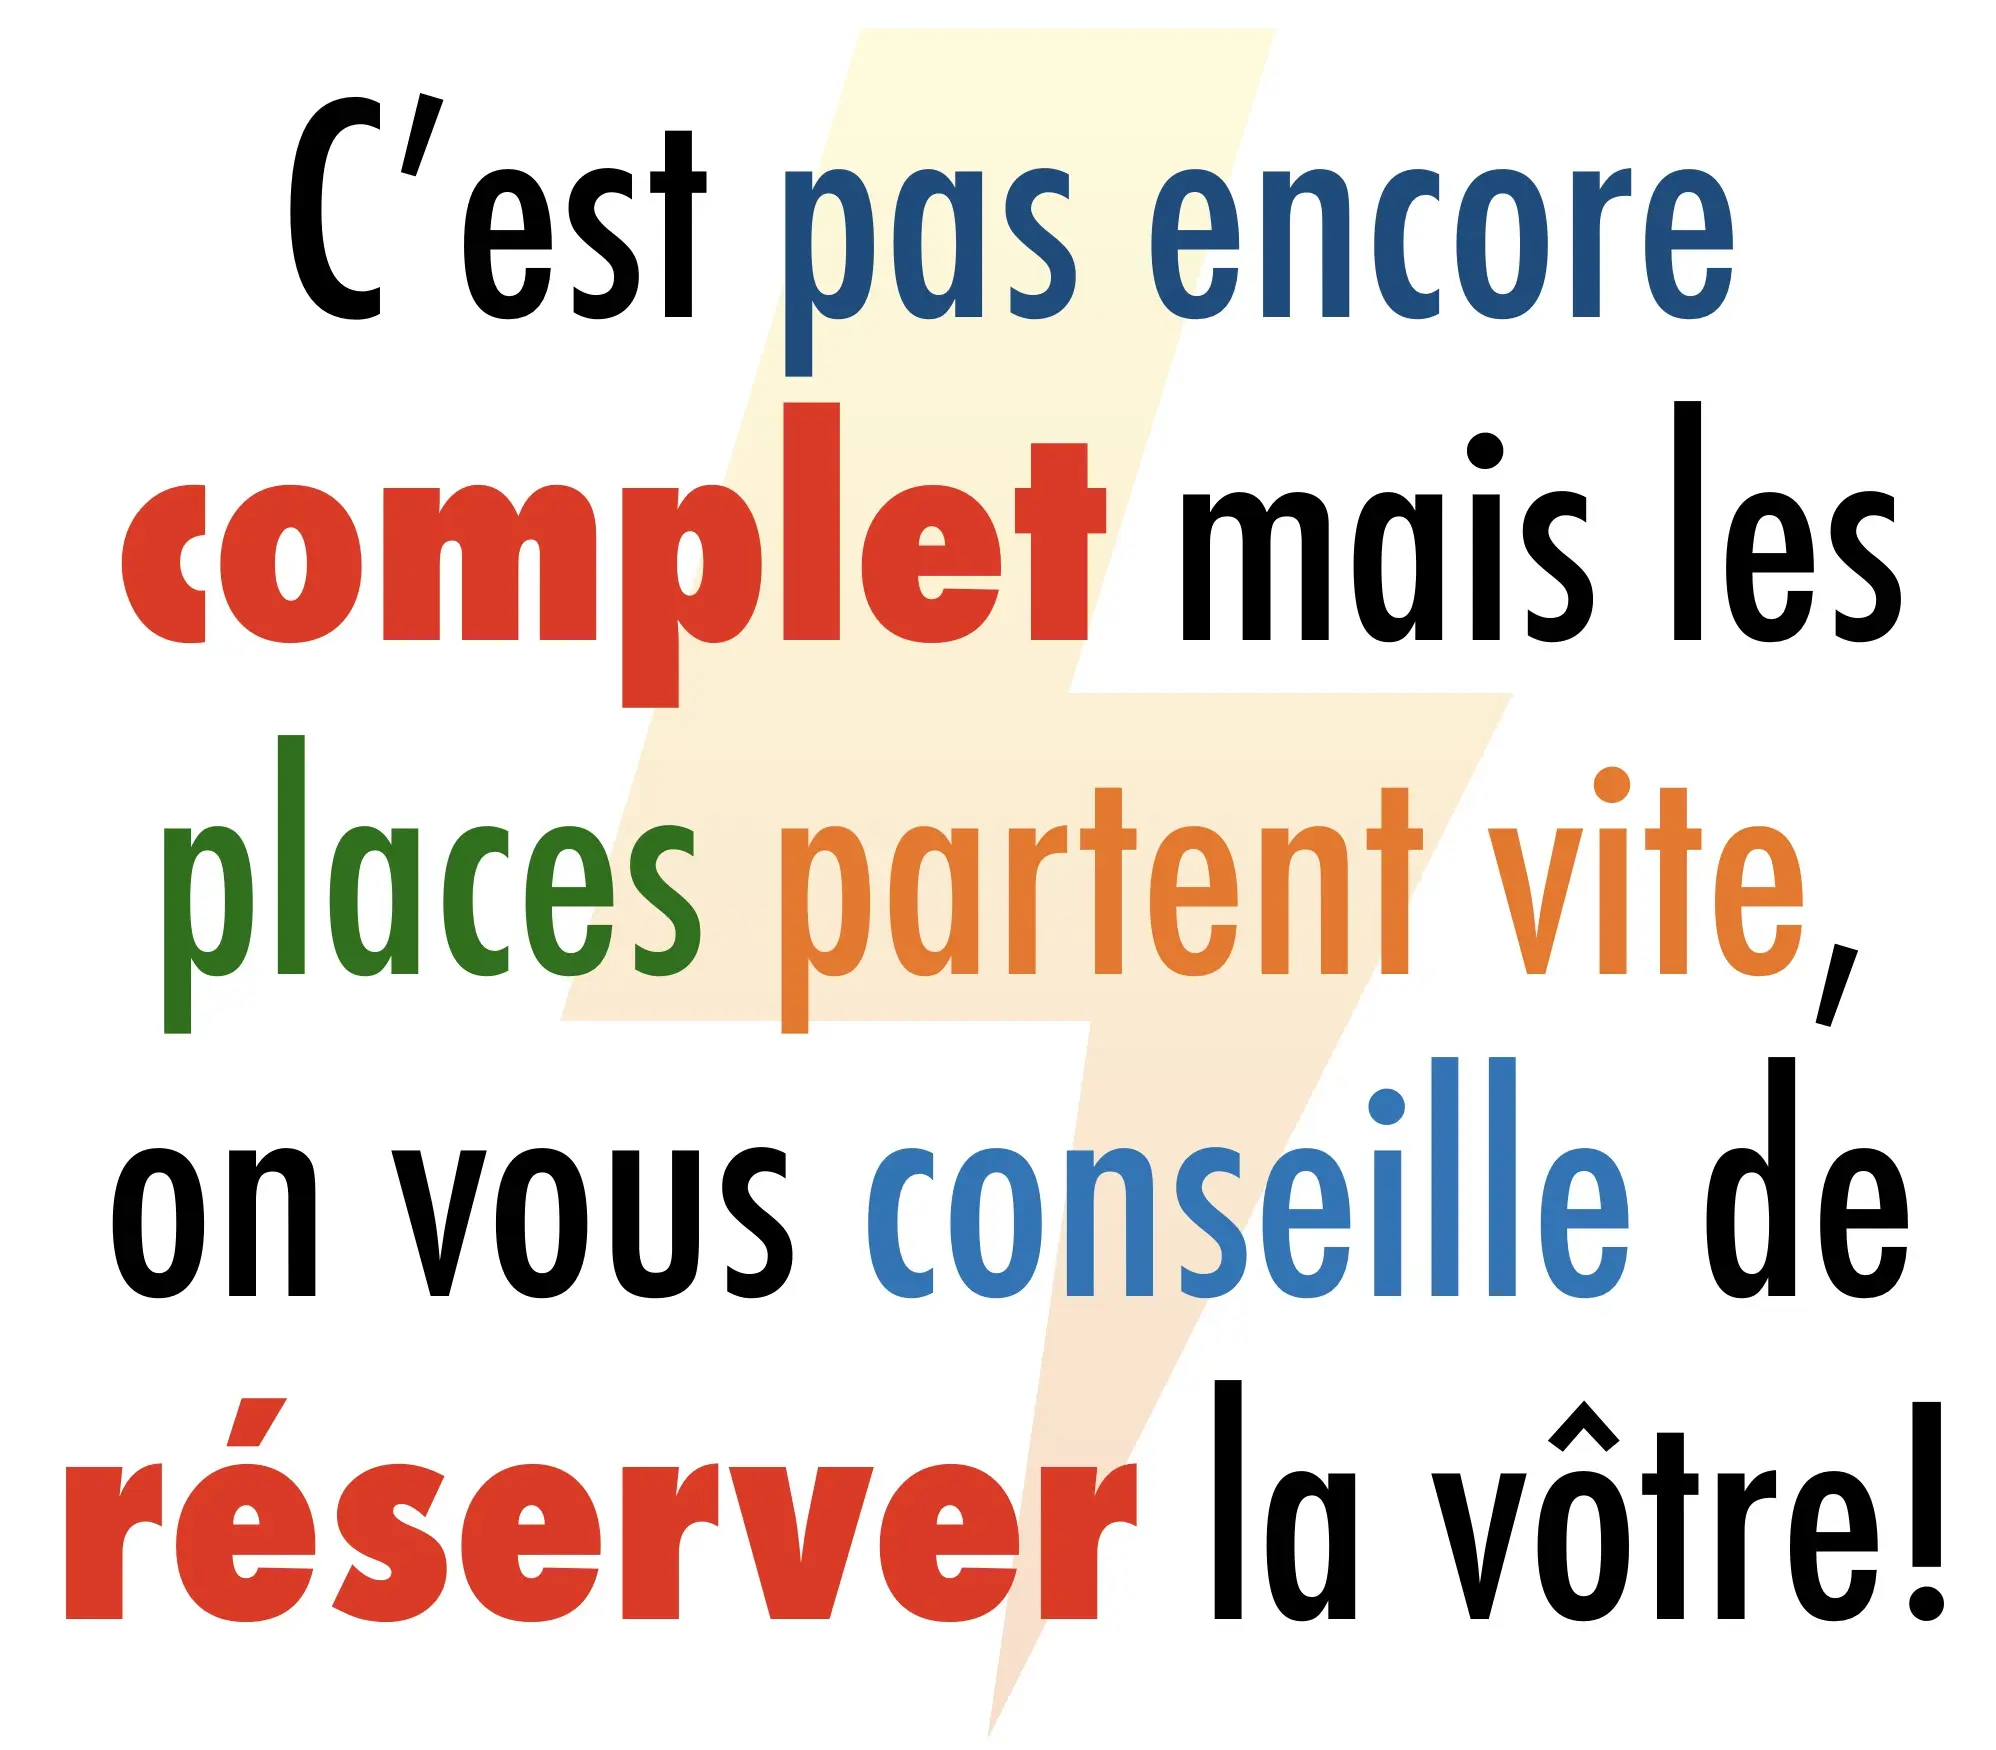 C'est pas encore
complet mais les
places partent vite,
on vous conseille de
réserver la vôtre!